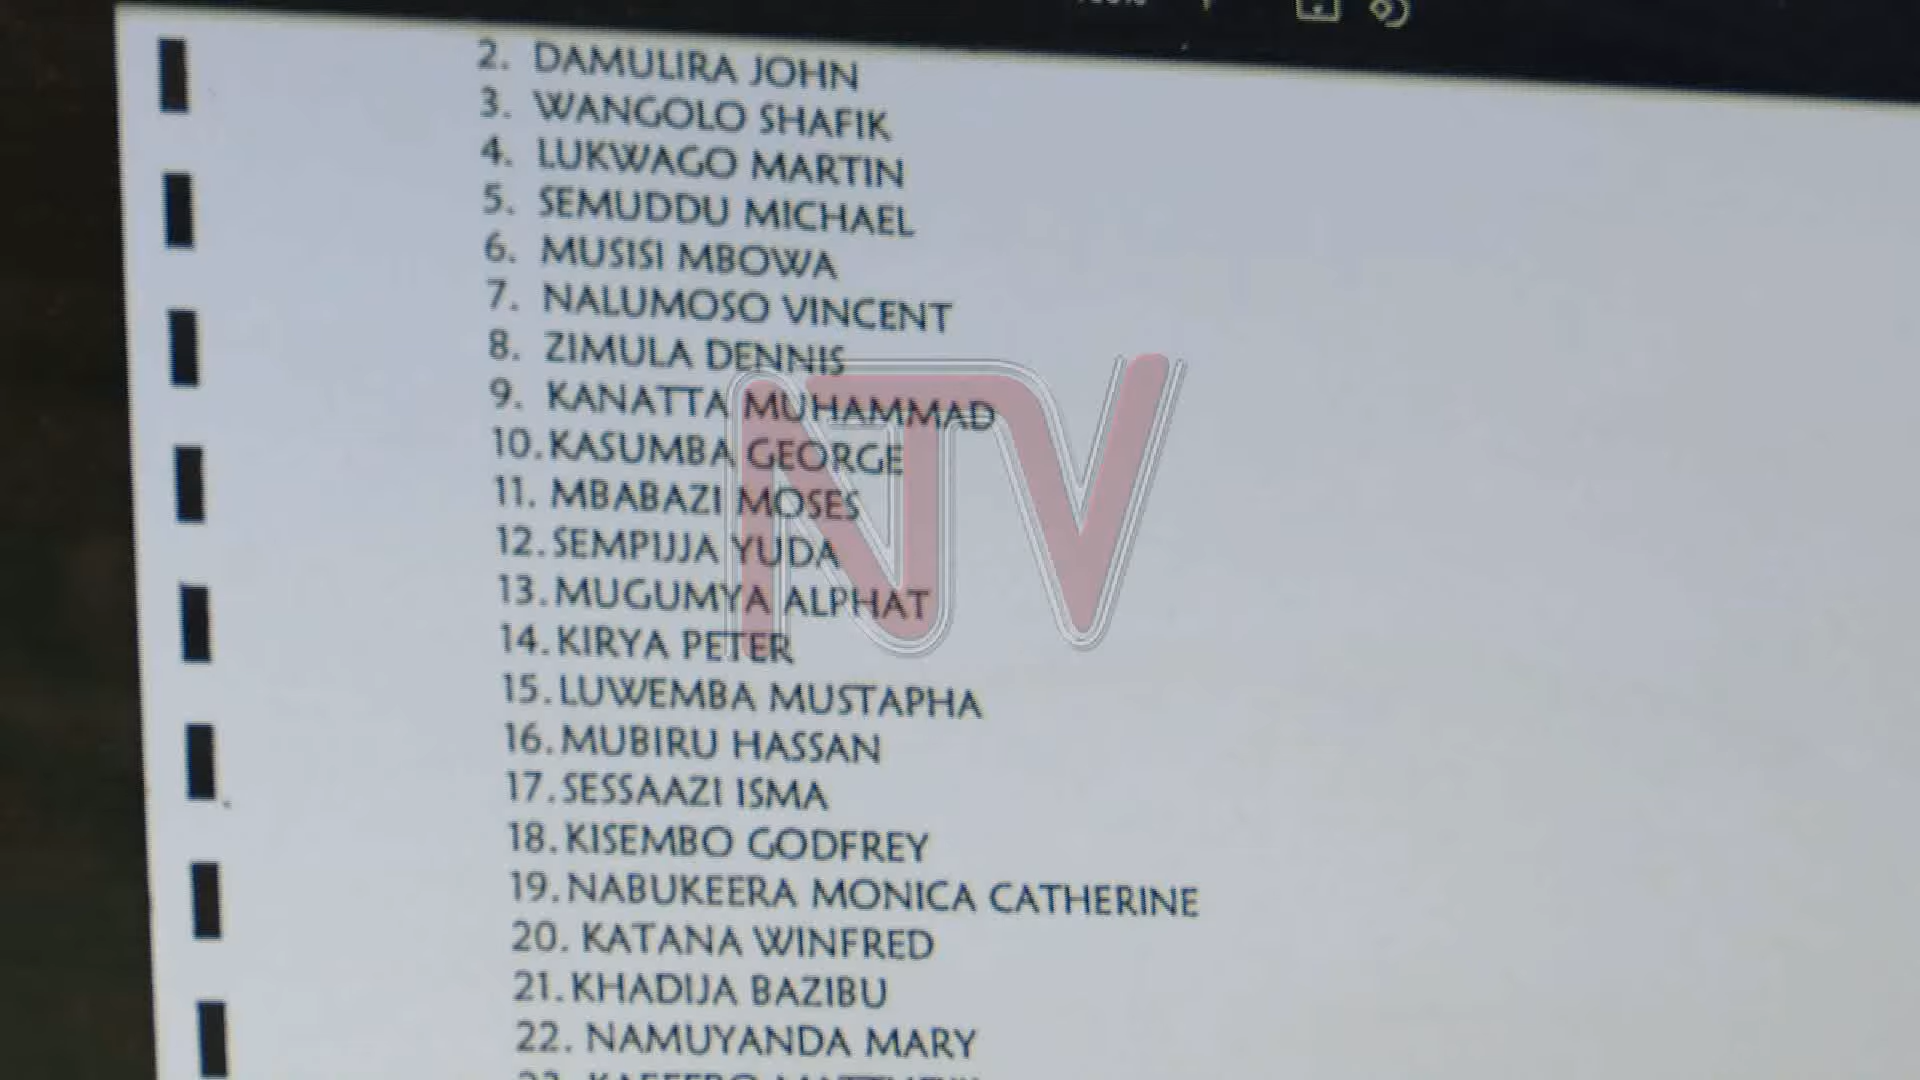 2. DAMULIRA JOHN
3. WANGOLO SHAFIK
4. LUKWAGO MARTIN
5. SEMUDDU MICHAEL
6. MUSISI MBOWA
7. NALUMOSO VINCENT
8. ZIMULA DENNIS
9. KANATTA MUHAMMAD
10. KASUMBA GEORGE
11. MBABAZI MOSES
12. SEMPIJJA YUDA
13. MUGUMYA ALPHAT
14. KIRYA PETER
15. LUWEMBA MUSTAPHA
16. MUBIRU HASSAN
17. SESSAAZI ISMA
18. KISEMBO GODFREY
19. NABUKEERA MONICA CATHERINE
20. KATANA WINFRED
21. KHADIJA BAZIBU
22. NAMUYANDA MARY
NTV